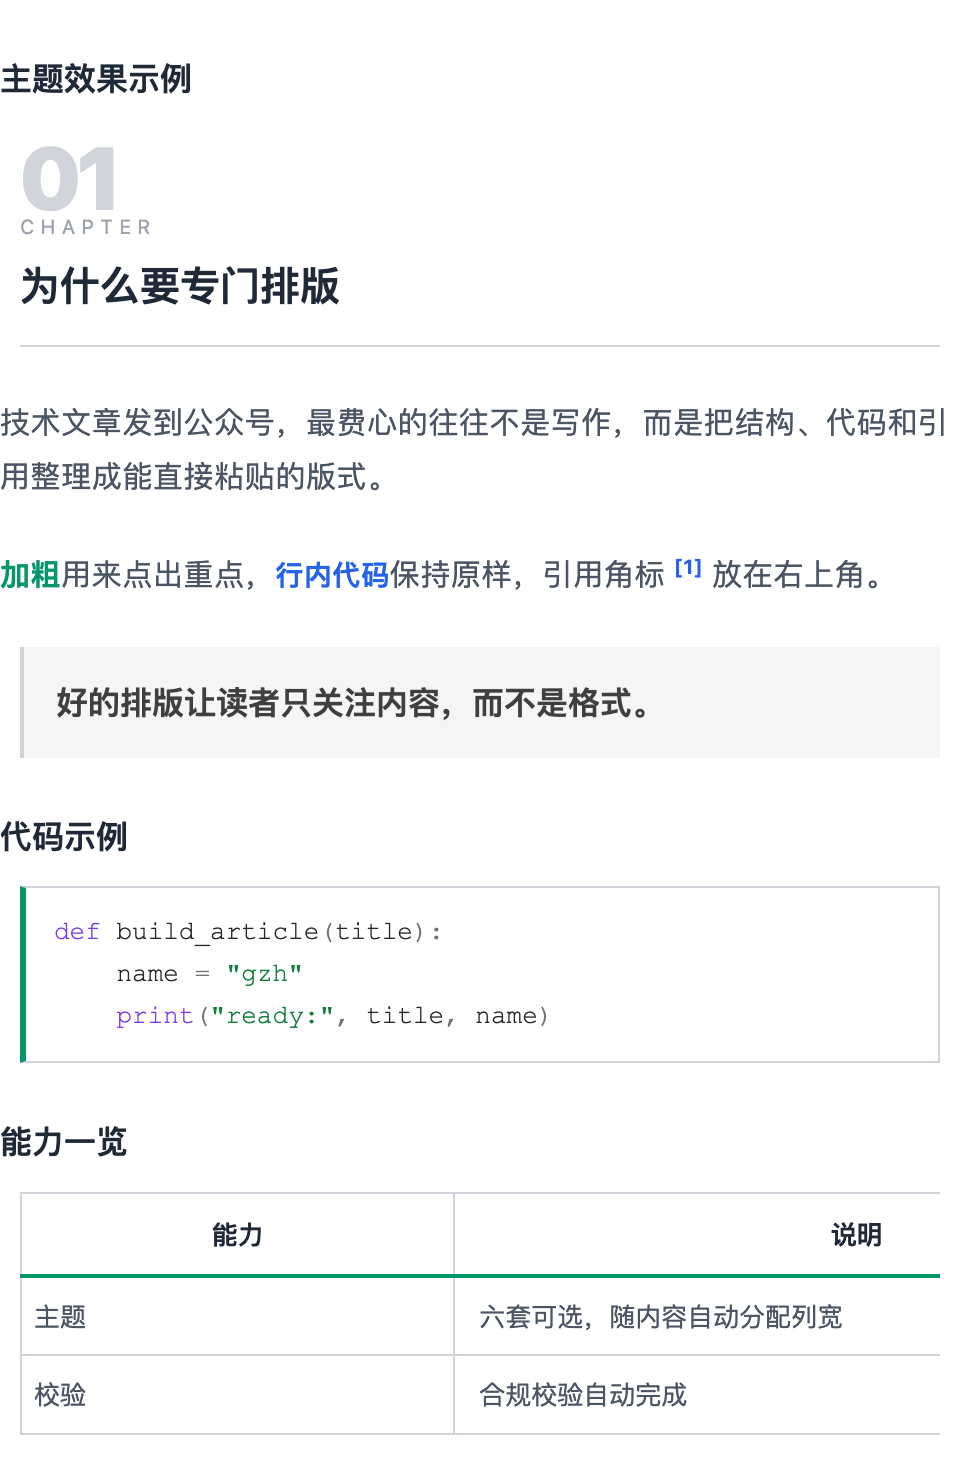 主题效果示例
01
CHAPTER
为什么要专门排版
技术文章发到公众号，最费心的往往不是写作，而是把结构、代码和引
用整理成能直接粘贴的版式。
加粗用来点出重点，行内代码保持原样，引用角标 [1] 放在右上角。
好的排版让读者只关注内容，而不是格式。
代码示例
def build_article(title):
    name = "gzh"
    print("ready:", title, name)
能力一览
能力 说明
主题 六套可选，随内容自动分配列宽
校验 合规校验自动完成